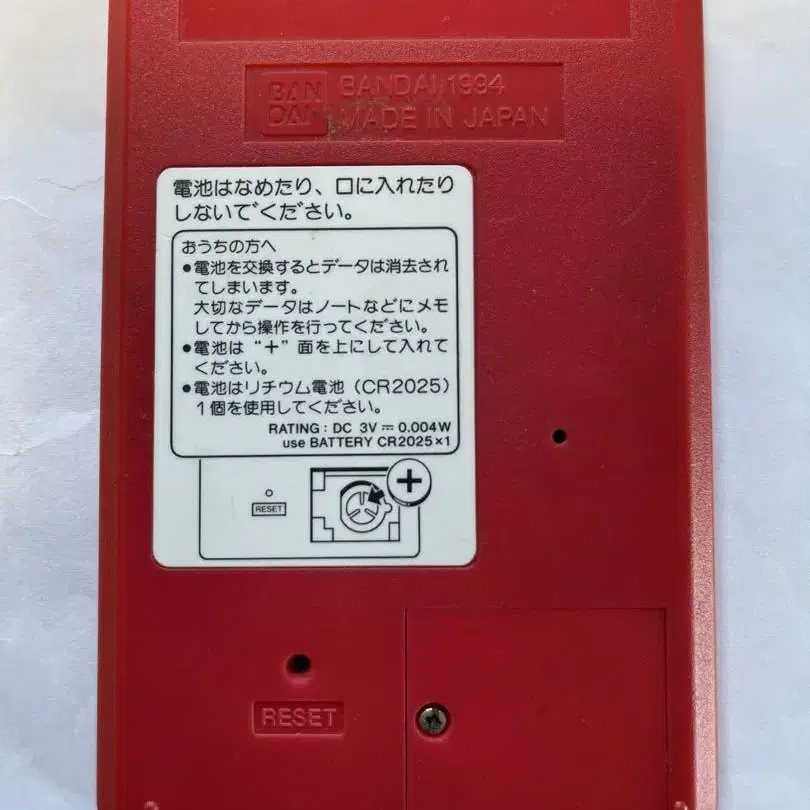 BAN
DAI
BANDAI 1994
MADE IN JAPAN
電池はなめたり、口に入れたり
しないでください。
おうちの方へ
●電池を交換するとデータは消去され
てしまいます。
大切なデータはノートなどにメモ
してから操作を行ってください。
●電池は“＋”面を上にして入れて
ください。
●電池はリチウム電池（CR2025）
1個を使用してください。
RATING : DC 3V ⎓ 0.004W
use BATTERY CR2025×1
RESET
+
RESET